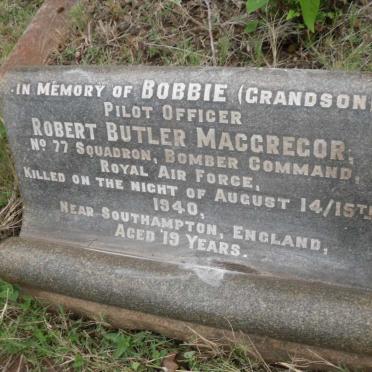 IN MEMORY OF BOBBIE (GRANDSON)
PILOT OFFICER
ROBERT BUTLER MACGREGOR,
NO 77 SQUADRON, BOMBER COMMAND,
ROYAL AIR FORCE,
KILLED ON THE NIGHT OF AUGUST 14/15TH
1940,
NEAR SOUTHAMPTON, ENGLAND,
AGED 19 YEARS.